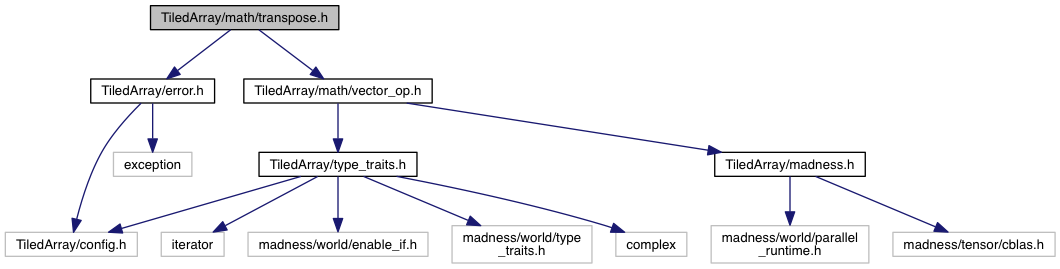 TiledArray/math/transpose.h
TiledArray/error.h
TiledArray/math/vector_op.h
exception
TiledArray/type_traits.h
TiledArray/madness.h
TiledArray/config.h
iterator
madness/world/enable_if.h
madness/world/type
_traits.h
complex
madness/world/parallel
_runtime.h
madness/tensor/cblas.h